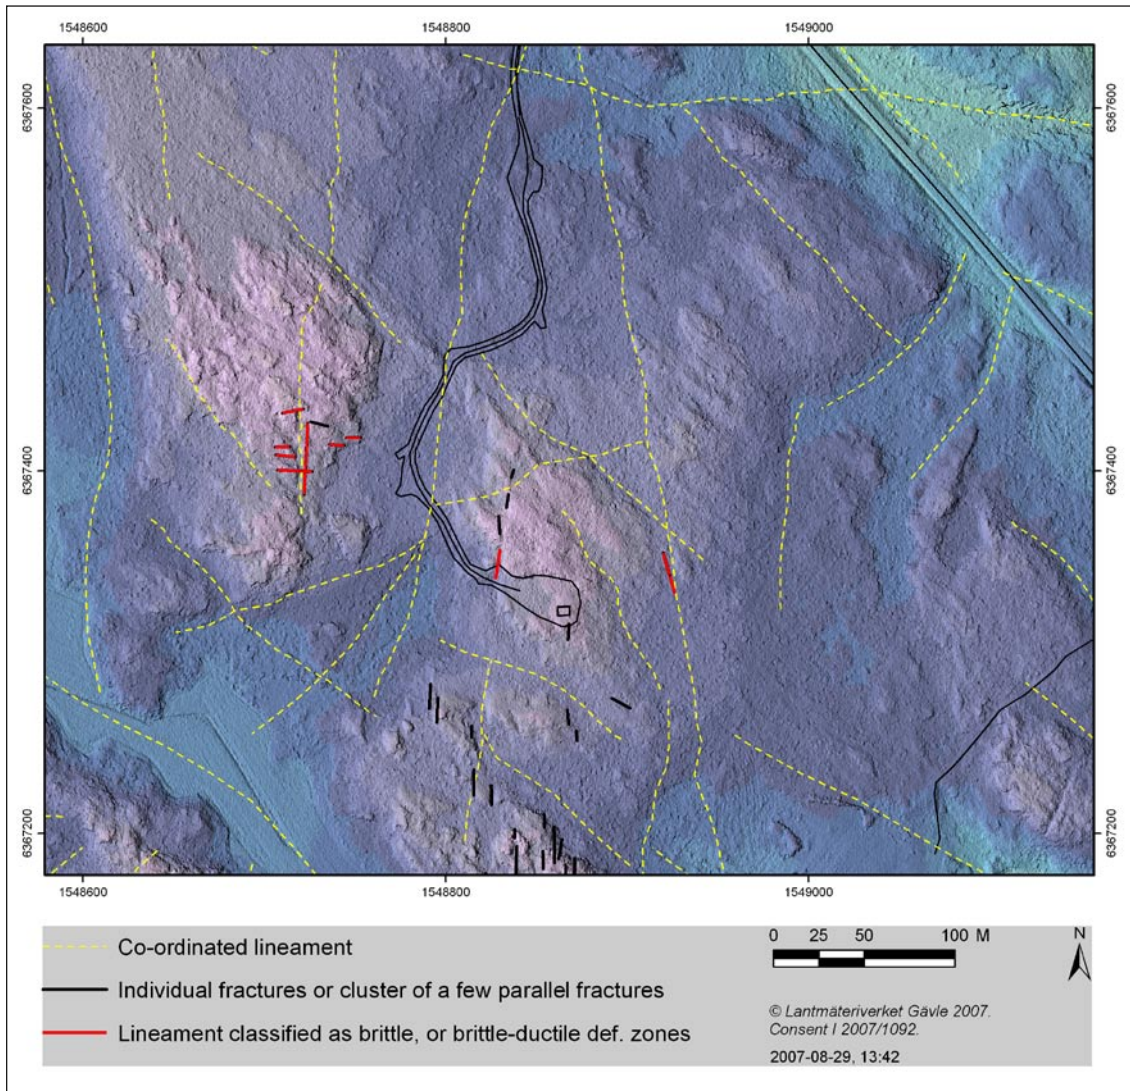 1548600 1548800 1549000
6367600 6367600
6367400 6367400
6367200 6367200
1548600 1548800 1549000
Co-ordinated lineament
Individual fractures or cluster of a few parallel fractures
Lineament classified as brittle, or brittle-ductile def. zones
0 25 50 100 M
N
© Lantmäteriverket Gävle 2007.
Consent I 2007/1092.
2007-08-29, 13:42